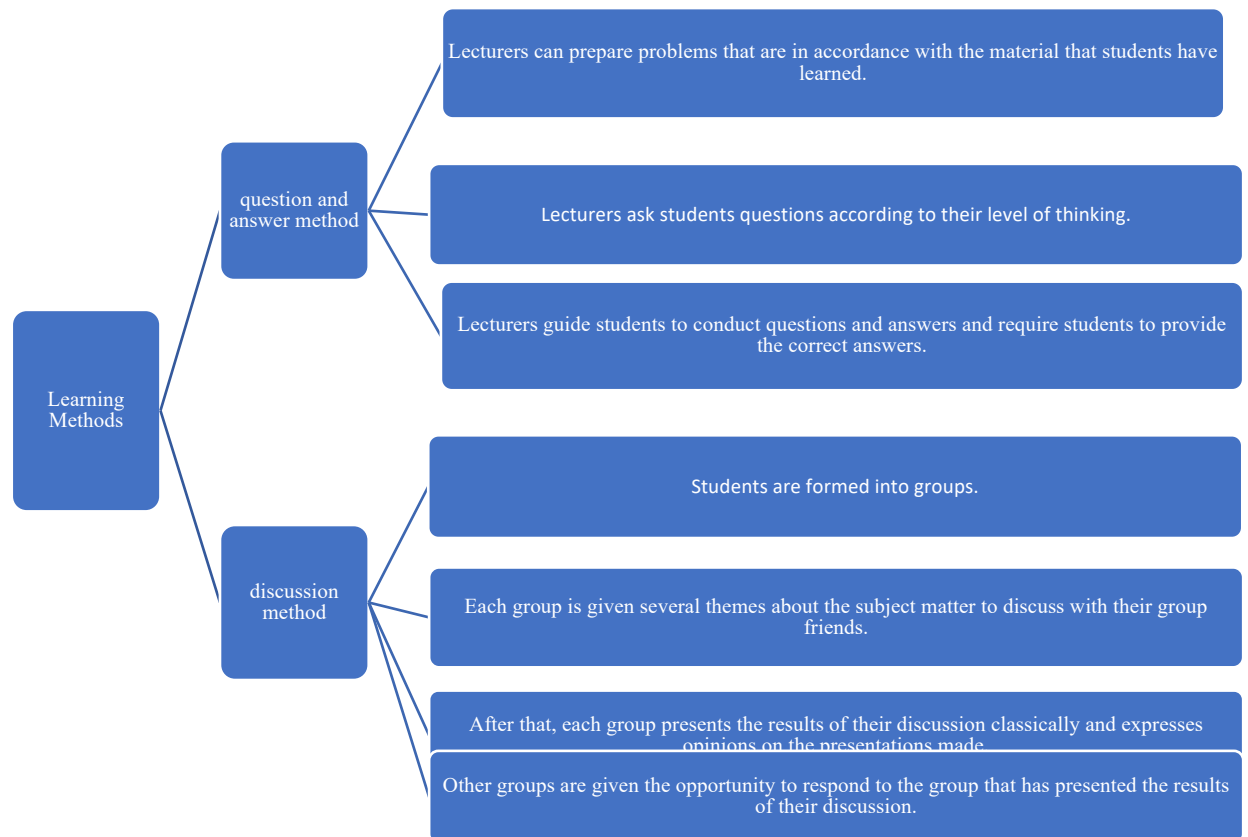 Learning
Methods
question and
answer method
Lecturers can prepare problems that are in accordance with the material that students have
learned.
Lecturers ask students questions according to their level of thinking.
Lecturers guide students to conduct questions and answers and require students to provide
the correct answers.
discussion
method
Students are formed into groups.
Each group is given several themes about the subject matter to discuss with their group
friends.
After that, each group presents the results of their discussion classically and expresses
opinions on the presentations made
Other groups are given the opportunity to respond to the group that has presented the results
of their discussion.